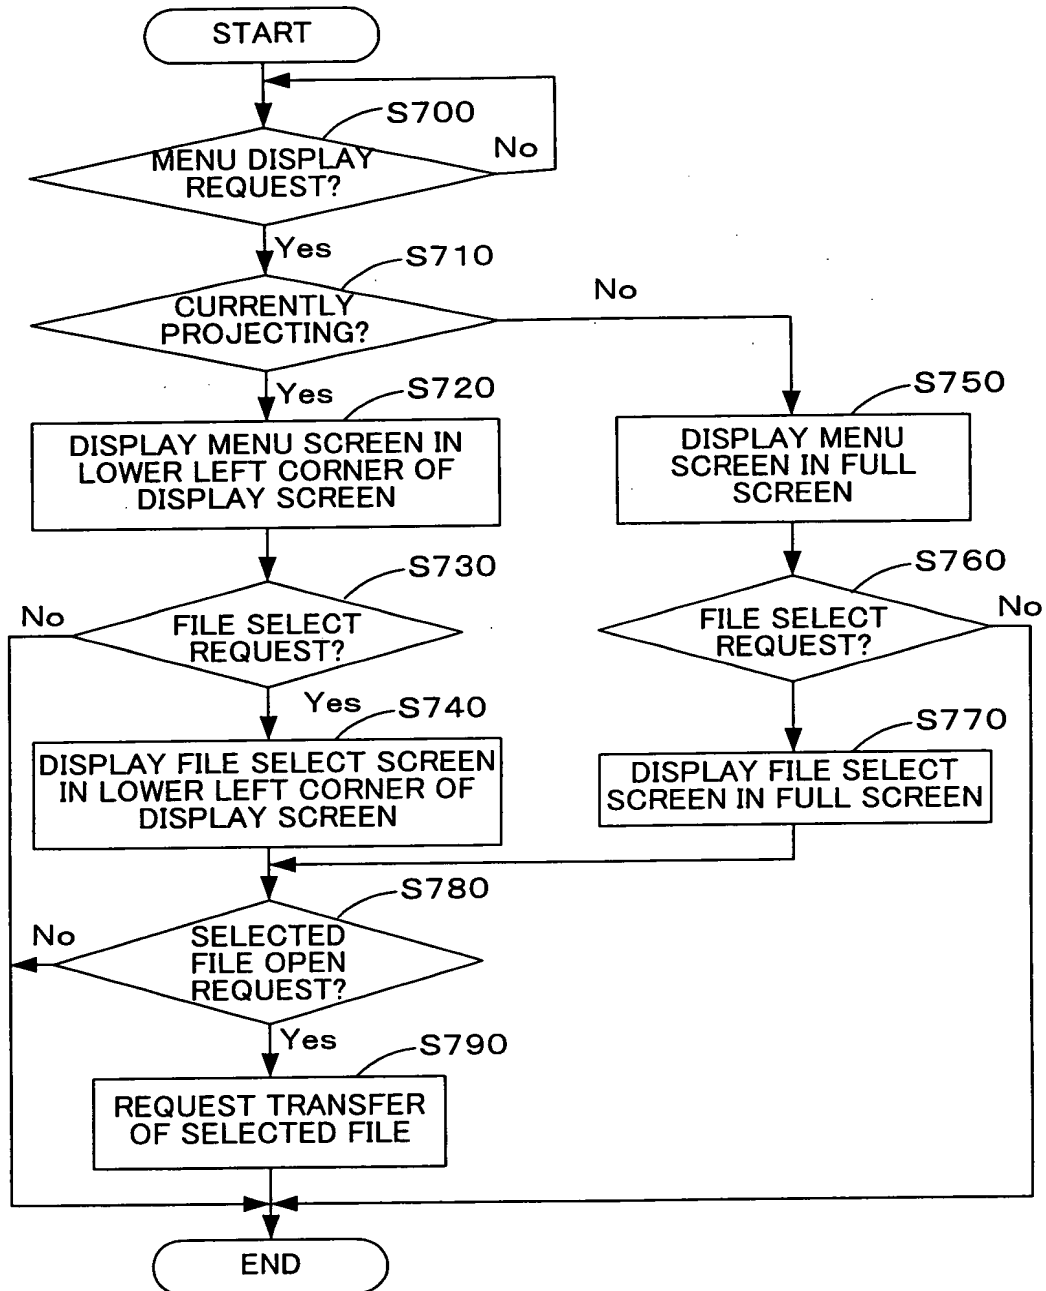 START
S700
MENU DISPLAY
REQUEST?
No
Yes
S710
CURRENTLY
PROJECTING?
No
Yes
S720
DISPLAY MENU SCREEN IN
LOWER LEFT CORNER OF
DISPLAY SCREEN
S750
DISPLAY MENU
SCREEN IN FULL
SCREEN
S730
No
FILE SELECT
REQUEST?
Yes
S760
No
FILE SELECT
REQUEST?
S740
DISPLAY FILE SELECT SCREEN
IN LOWER LEFT CORNER OF
DISPLAY SCREEN
S770
DISPLAY FILE SELECT
SCREEN IN FULL SCREEN
S780
No
SELECTED
FILE OPEN
REQUEST?
Yes
S790
REQUEST TRANSFER
OF SELECTED FILE
END